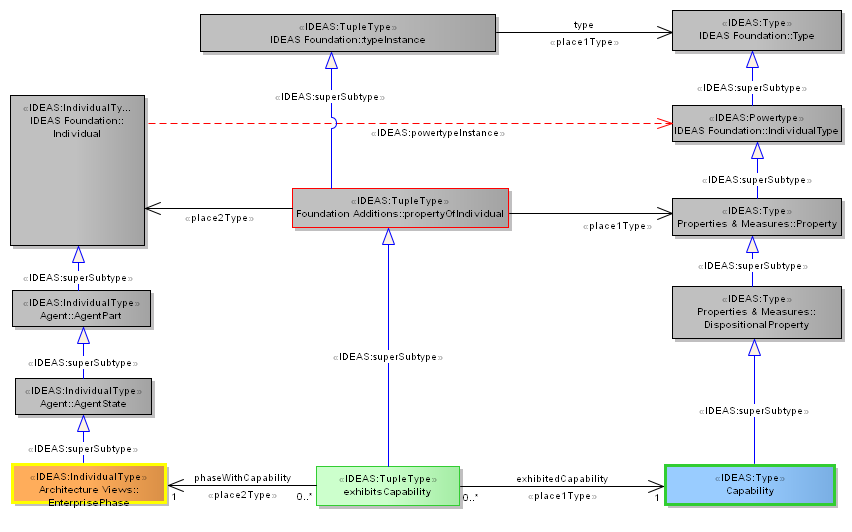 «IDEAS:TupleType»
IDEAS Foundation::typeInstance
type
«place1Type»
«IDEAS:Type»
IDEAS Foundation::Type
«IDEAS:superSubtype»
«IDEAS:superSubtype»
«IDEAS:IndividualTy...
IDEAS Foundation::
Individual
«IDEAS:powertypeInstance»
«IDEAS:Powertype»
IDEAS Foundation::IndividualType
«IDEAS:superSubtype»
«place2Type»
«IDEAS:TupleType»
Foundation Additions::propertyOfIndividual
«place1Type»
«IDEAS:Type»
Properties & Measures::Property
«IDEAS:superSubtype»
«IDEAS:superSubtype»
«IDEAS:IndividualType»
Agent::AgentPart
«IDEAS:Type»
Properties & Measures::
DispositionalProperty
«IDEAS:superSubtype»
«IDEAS:superSubtype»
«IDEAS:IndividualType»
Agent::AgentState
«IDEAS:superSubtype»
«IDEAS:superSubtype»
«IDEAS:IndividualType»
Architecture Views::
EnterprisePhase
phaseWithCapability
«place2Type»
1
0..*
«IDEAS:TupleType»
exhibitsCapability
exhibitedCapability
«place1Type»
0..*
1
«IDEAS:Type»
Capability